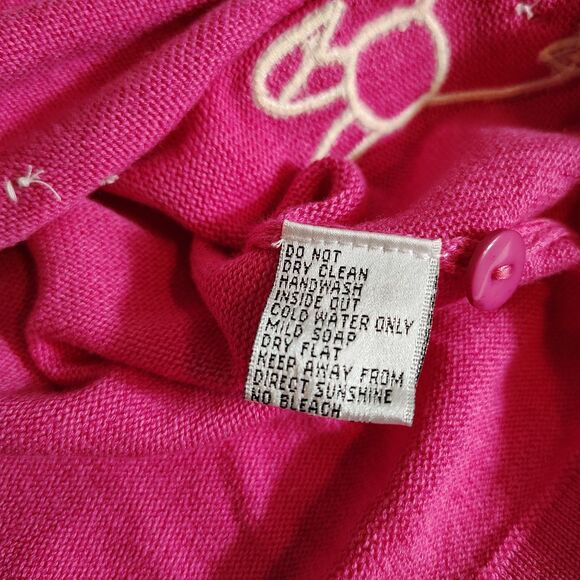 DO NOT
DRY CLEAN
HANDWASH
INSIDE OUT
COLD WATER ONLY
MILD SOAP
DRY FLAT
KEEP AWAY FROM
DIRECT SUNSHINE
NO BLEACH